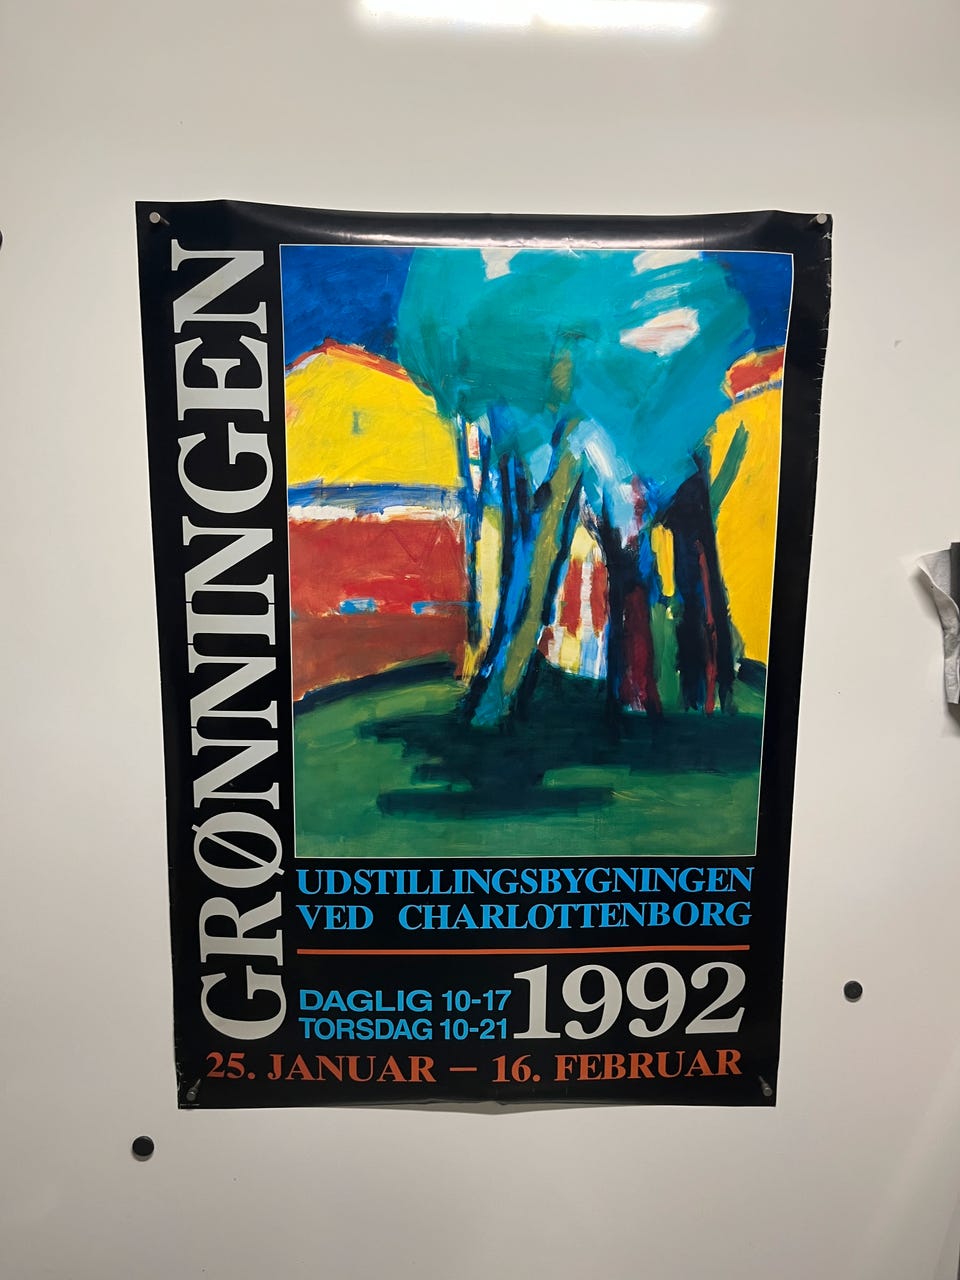 GRØNNINGEN
UDSTILLINGSBYGNINGEN
VED CHARLOTTENBORG
DAGLIG 10-17
TORSDAG 10-21
1992
25. JANUAR – 16. FEBRUAR